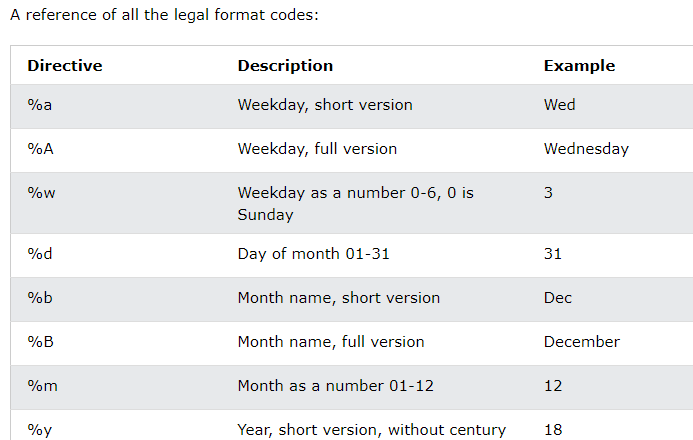 A reference of all the legal format codes:
Directive Description Example
%a Weekday, short version Wed
%A Weekday, full version Wednesday
%w Weekday as a number 0-6, 0 is 3
Sunday
%d Day of month 01-31 31
%b Month name, short version Dec
%B Month name, full version December
%m Month as a number 01-12 12
%y Year, short version, without century 18